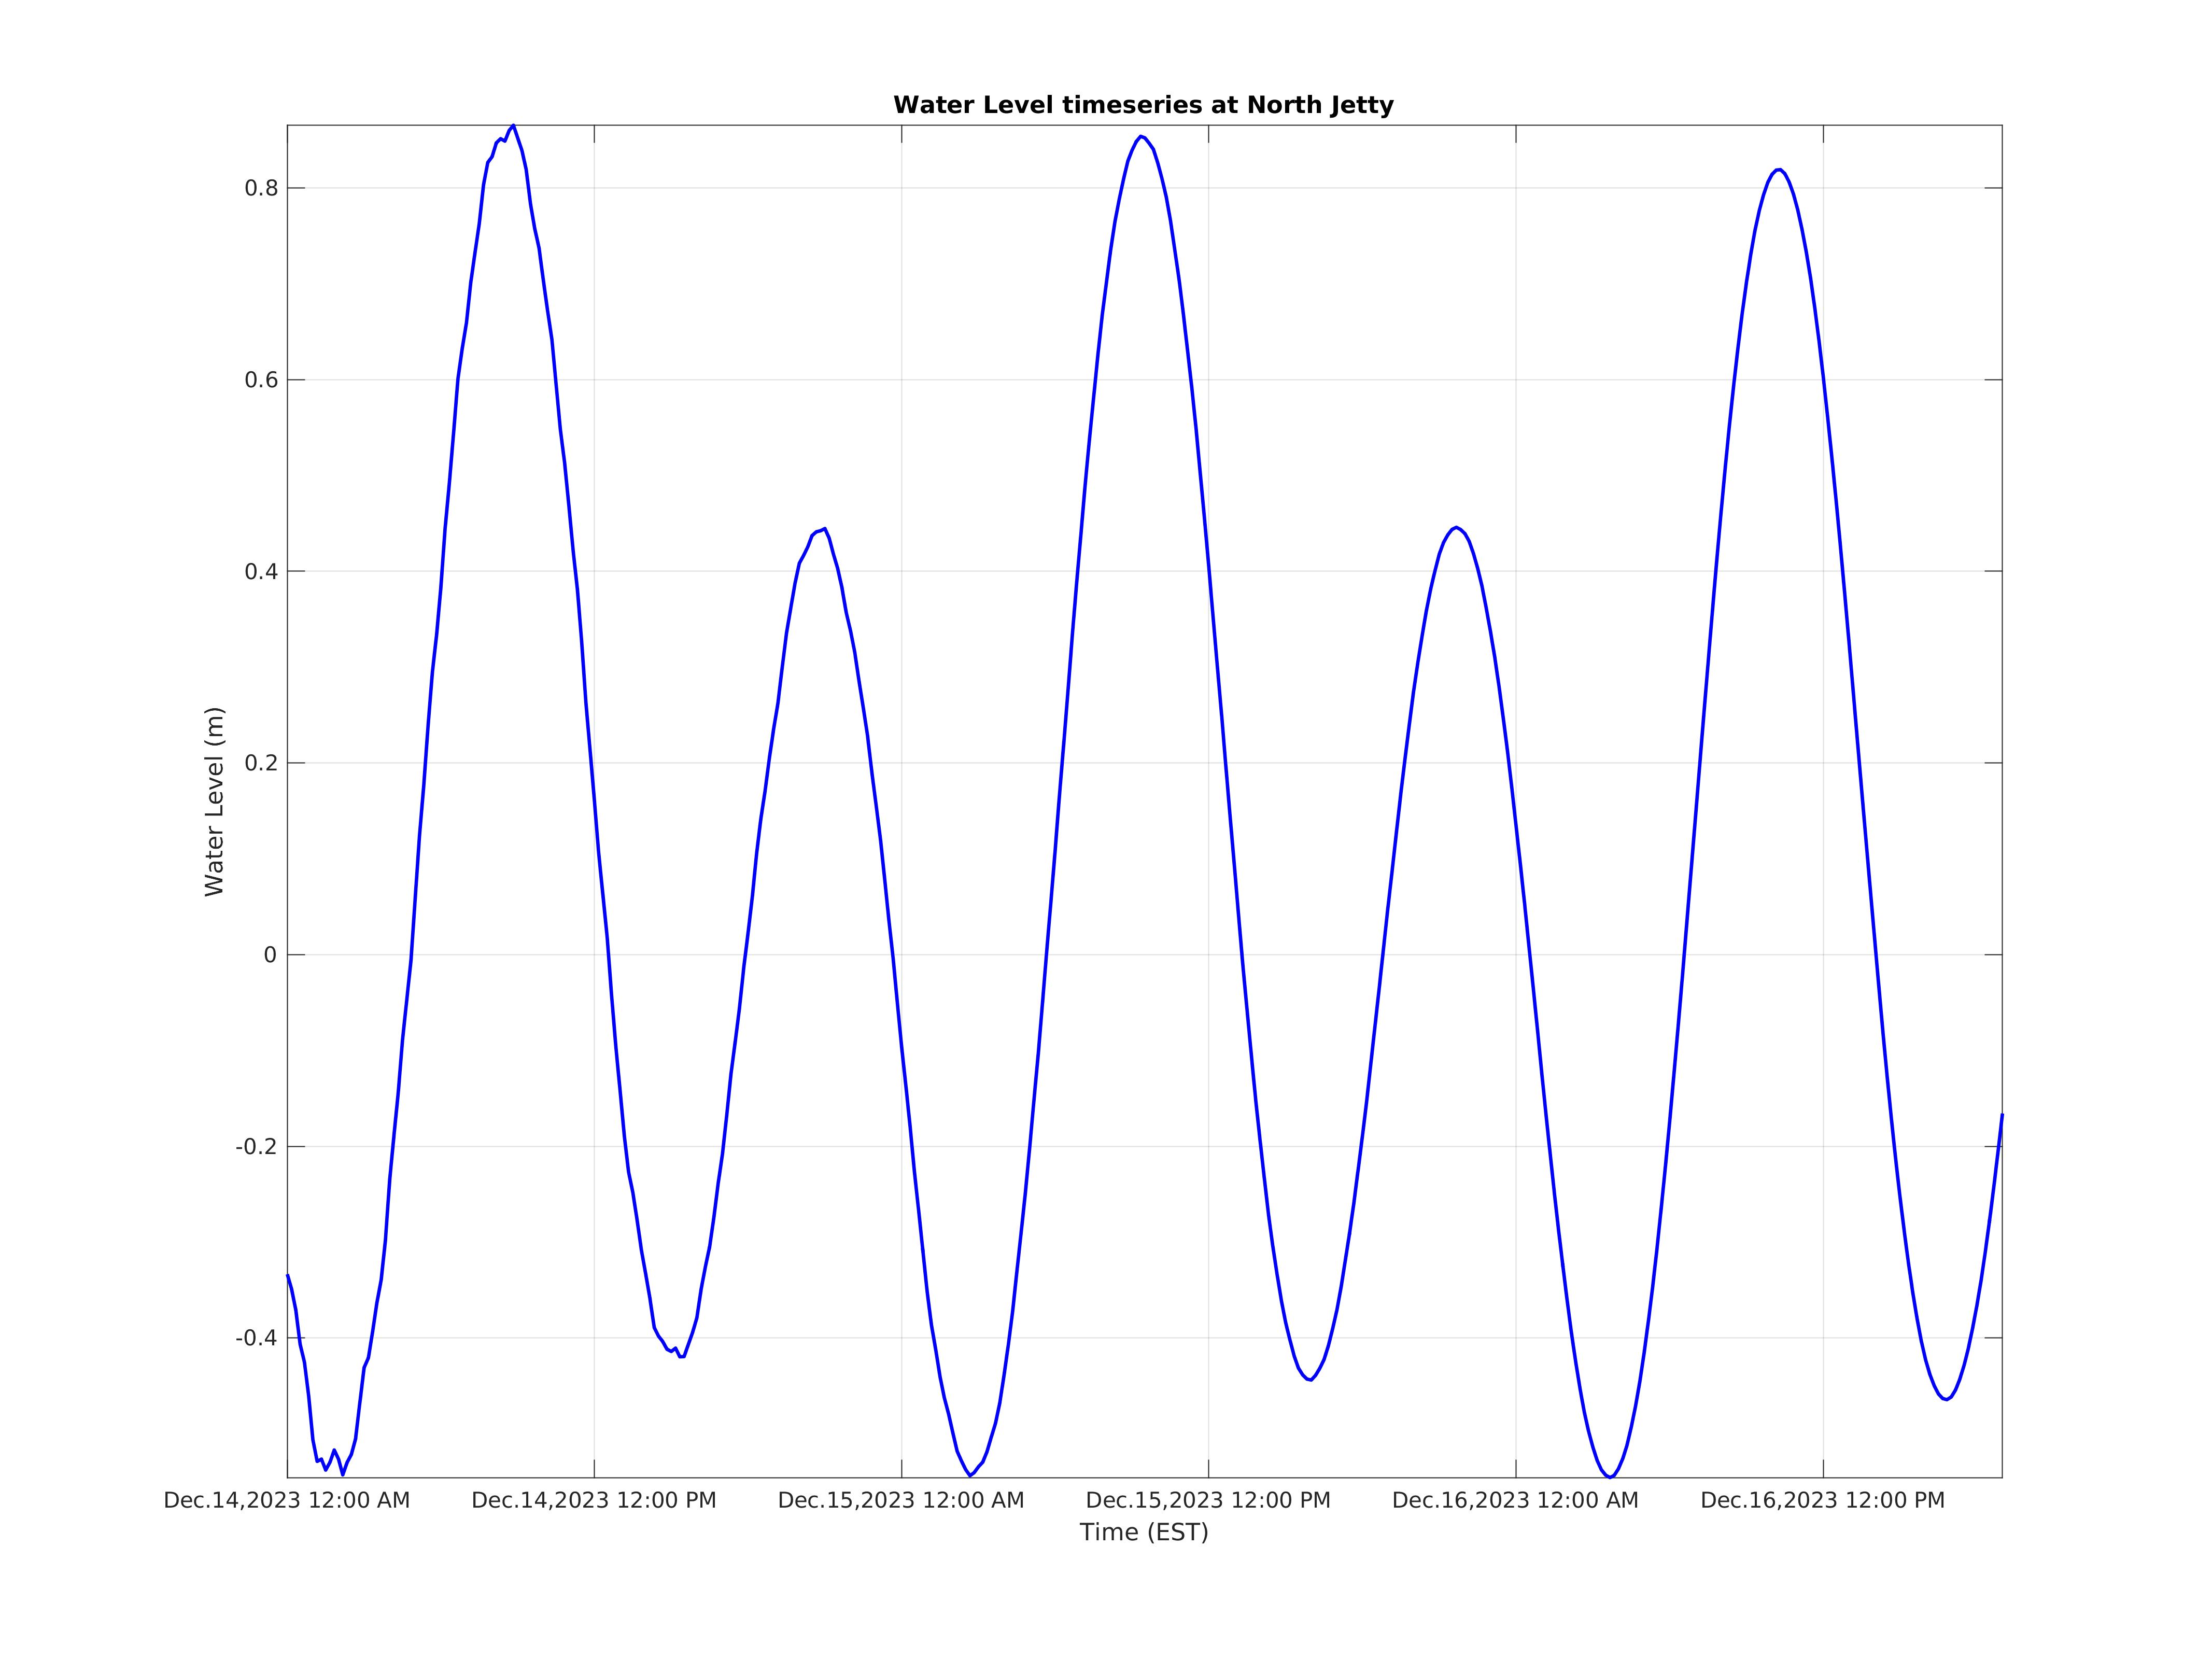 Water Level timeseries at North Jetty
0.8
0.6
0.4
0.2
0
-0.2
-0.4
Water Level (m)
Dec.14,2023 12:00 AM Dec.14,2023 12:00 PM Dec.15,2023 12:00 AM Dec.15,2023 12:00 PM Dec.16,2023 12:00 AM Dec.16,2023 12:00 PM
Time (EST)